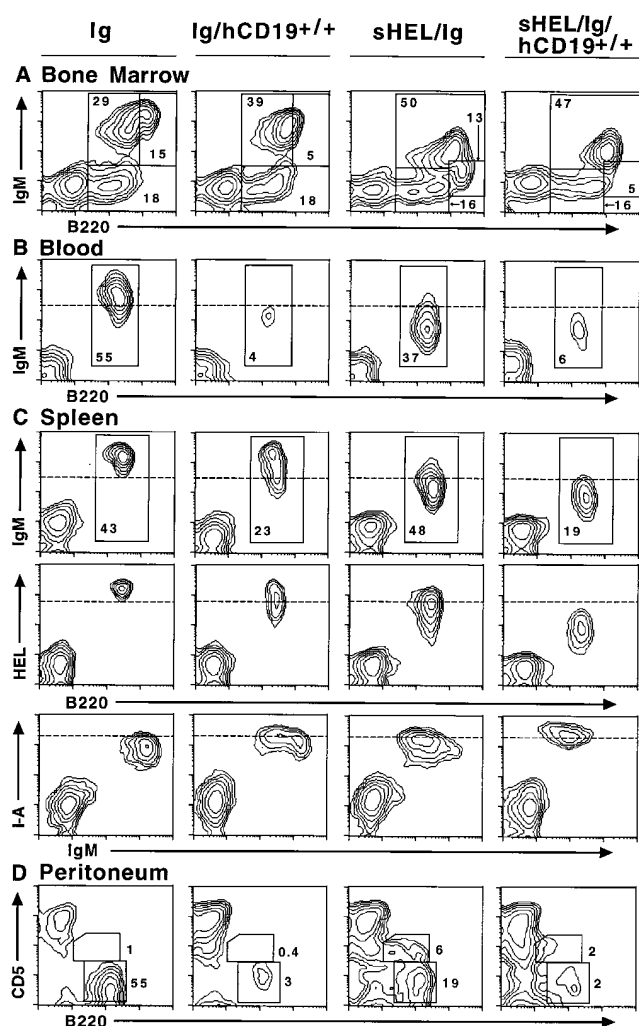 Ig Ig/hCD19+/+ sHEL/Ig sHEL/Ig/
hCD19+/+
A Bone Marrow
29 39 50 47
13
IgM
15 5
18 18 ←16 5
←16
B220
B Blood
IgM
55 4 37 6
B220
C Spleen
IgM
43 23 48 19
HEL
B220
I-A
IgM
D Peritoneum
CD5
1 0.4 6 2
55 3 19 2
B220